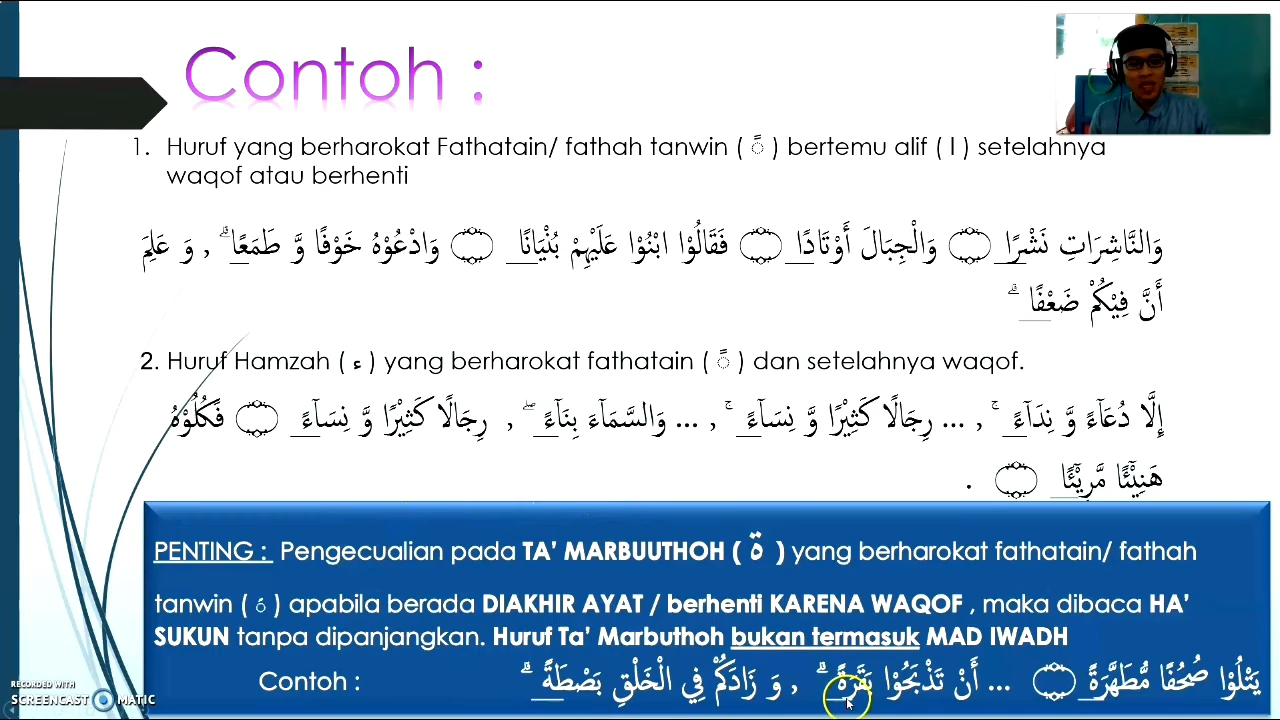 Contoh :
1. Huruf yang berharokat Fathatain/ fathah tanwin ( ً ) bertemu alif ( ا ) setelahnya
waqof atau berhenti
وَالنَّاشِرَاتِ نَشْرًا ۝ وَالْجِبَالَ أَوْتَادًا ۝ فَقَالُوْا ابْنُوْا عَلَيْهِمْ بُنْيَانًا ۝ وَادْعُوْهُ خَوْفًا وَّ طَمَعًا ۗ , وَ عَلِمَ
أَنَّ فِيْكُمْ ضَعْفًا ۗ
2. Huruf Hamzah ( ء ) yang berharokat fathatain ( ً ) dan setelahnya waqof.
إِلَّا دُعَآءً وَّ نِدَآءً ۚ , ... رِجَالًا كَثِيْرًا وَّ نِسَآءً ۚ , ... وَالسَّمَآءَ بِنَآءً ۖ , رِجَالًا كَثِيْرًا وَّ نِسَآءً ۝ فَكُلُوْهُ
هَنِيْٓئًا مَّرِيْٓئًا ۝ .
PENTING : Pengecualian pada TA' MARBUUTHOH ( ة ) yang berharokat fathatain/ fathah
tanwin ( ً ) apabila berada DIAKHIR AYAT / berhenti KARENA WAQOF , maka dibaca HA'
SUKUN tanpa dipanjangkan. Huruf Ta' Marbuthoh bukan termasuk MAD IWADH
Contoh : يَتْلُوْا صُحُفًا مُّطَهَّرَةً ۝ ... أَنْ تَذْبَحُوْا بَقَرَةً ۗ , وَ زَادَكُمْ فِي الْخَلْقِ بَصْطَةً ۗ
RECORDED WITH
SCREENCAST MATIC